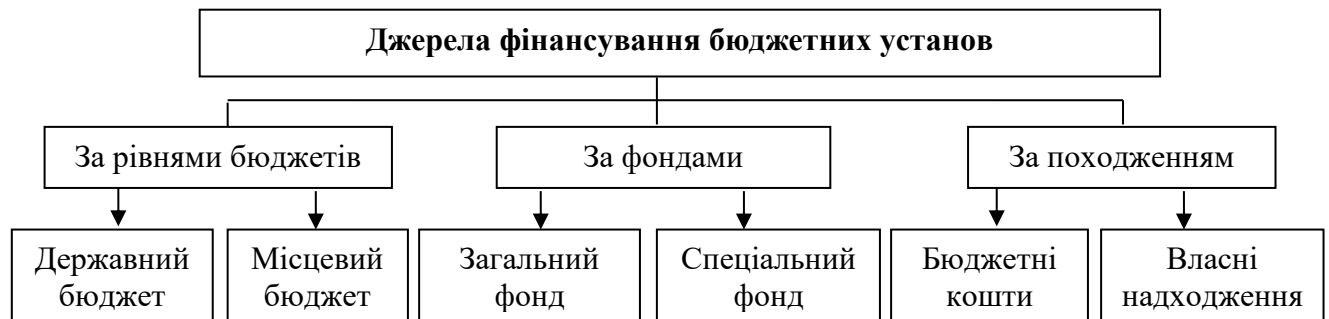 Джерела фінансування бюджетних установ
За рівнями бюджетів
За фондами
За походженням
Державний
бюджет
Місцевий
бюджет
Загальний
фонд
Спеціальний
фонд
Бюджетні
кошти
Власні
надходження